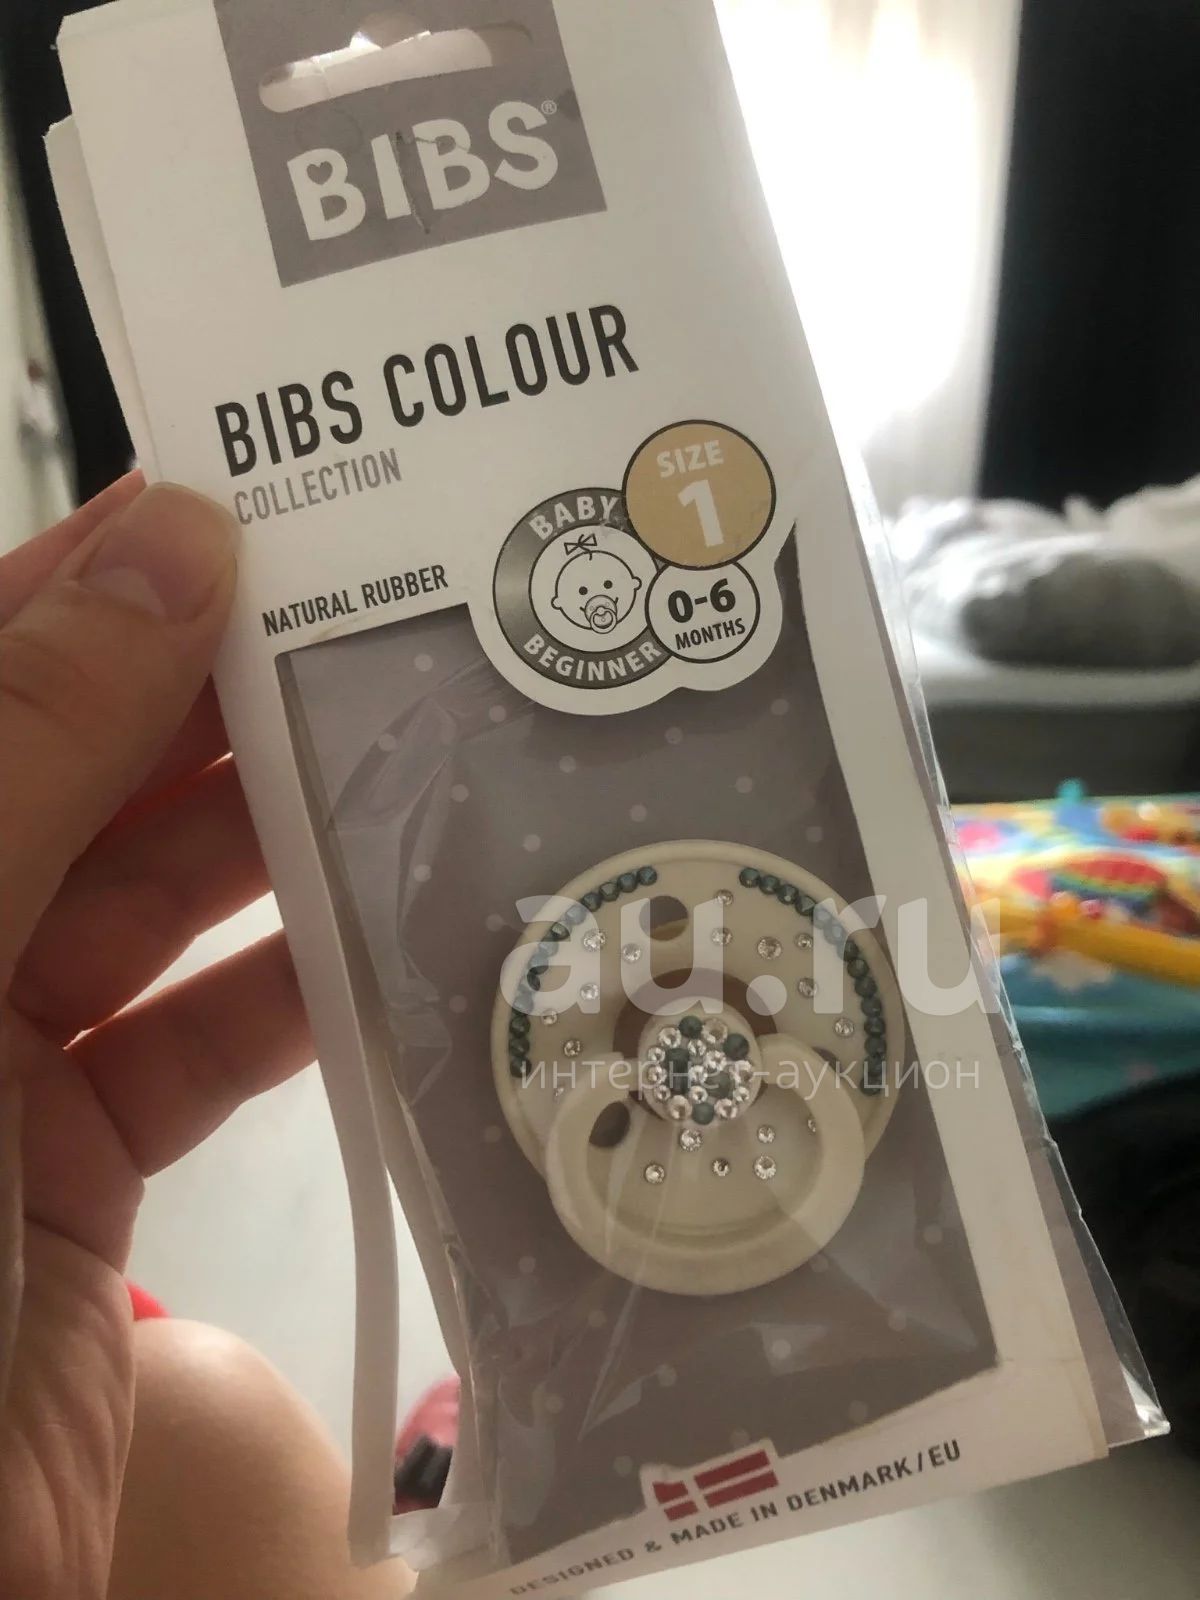 BIBS®
BIBS COLOUR
COLLECTION
SIZE
1
BABY
BEGINNER
0-6
MONTHS
NATURAL RUBBER
au.ru
интернет-аукцион
DESIGNED & MADE IN DENMARK/EU